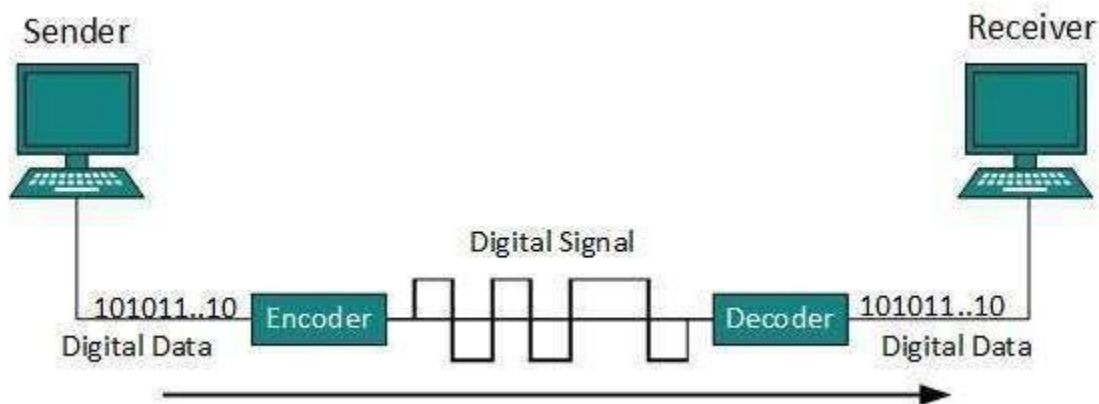 Sender
Receiver
Digital Signal
101011..10
Encoder
Decoder
101011..10
Digital Data
Digital Data